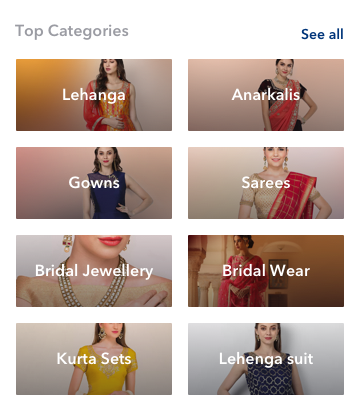 Top Categories
See all
Lehanga
Anarkalis
Gowns
Sarees
Bridal Jewellery
Bridal Wear
Kurta Sets
Lehenga suit